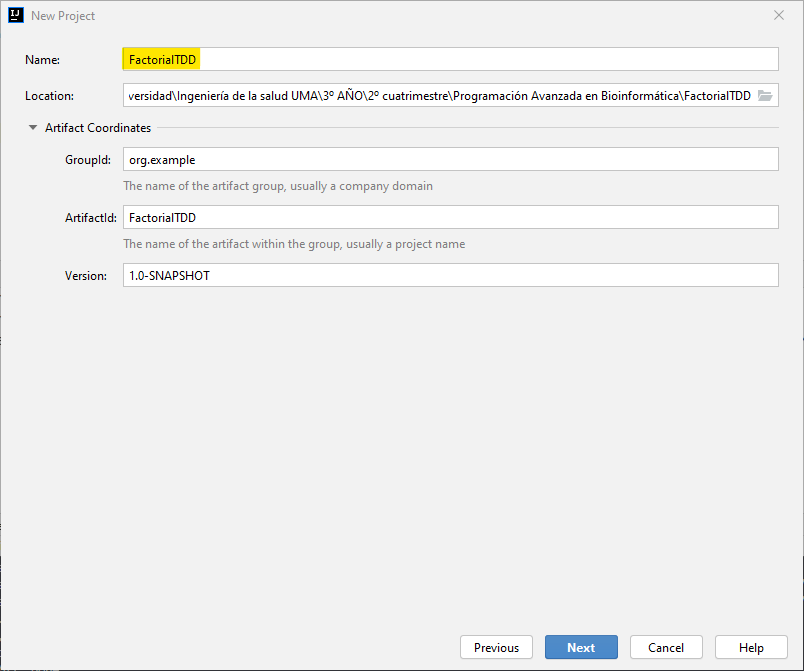 New Project
Name: FactorialTDD
Location: versidad\Ingeniería de la salud UMA\3º AÑO\2º cuatrimestre\Programación Avanzada en Bioinformática\FactorialTDD
Artifact Coordinates
GroupId: org.example
The name of the artifact group, usually a company domain
ArtifactId: FactorialTDD
The name of the artifact within the group, usually a project name
Version: 1.0-SNAPSHOT
Previous Next Cancel Help